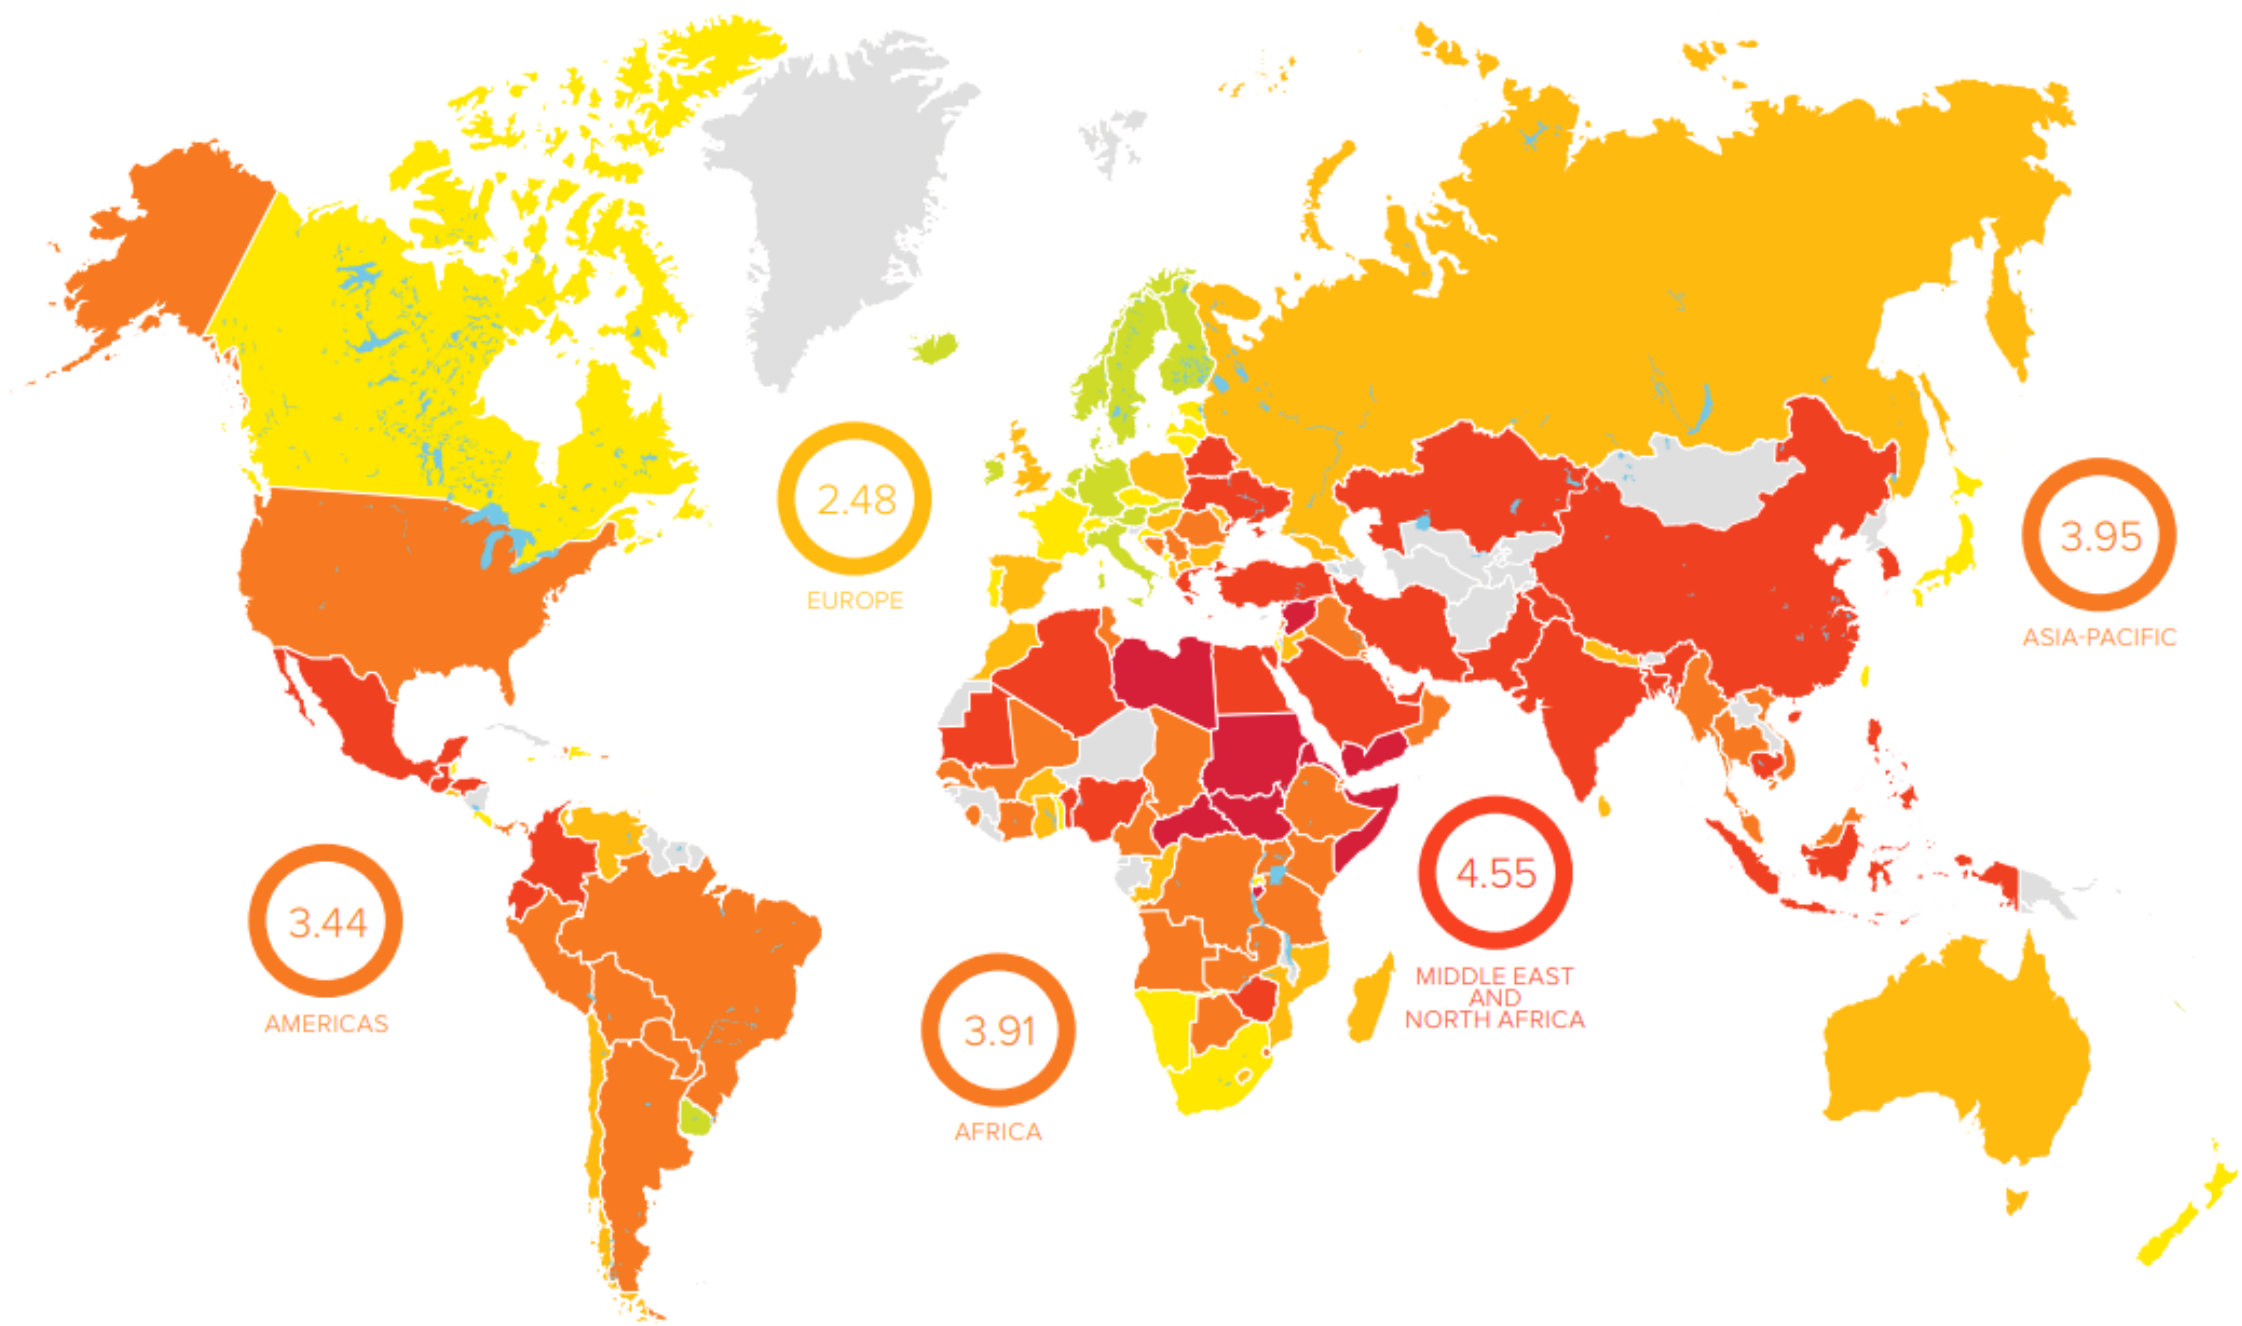 2.48
EUROPE
3.95
ASIA-PACIFIC
3.44
AMERICAS
4.55
MIDDLE EAST
AND
NORTH AFRICA
3.91
AFRICA